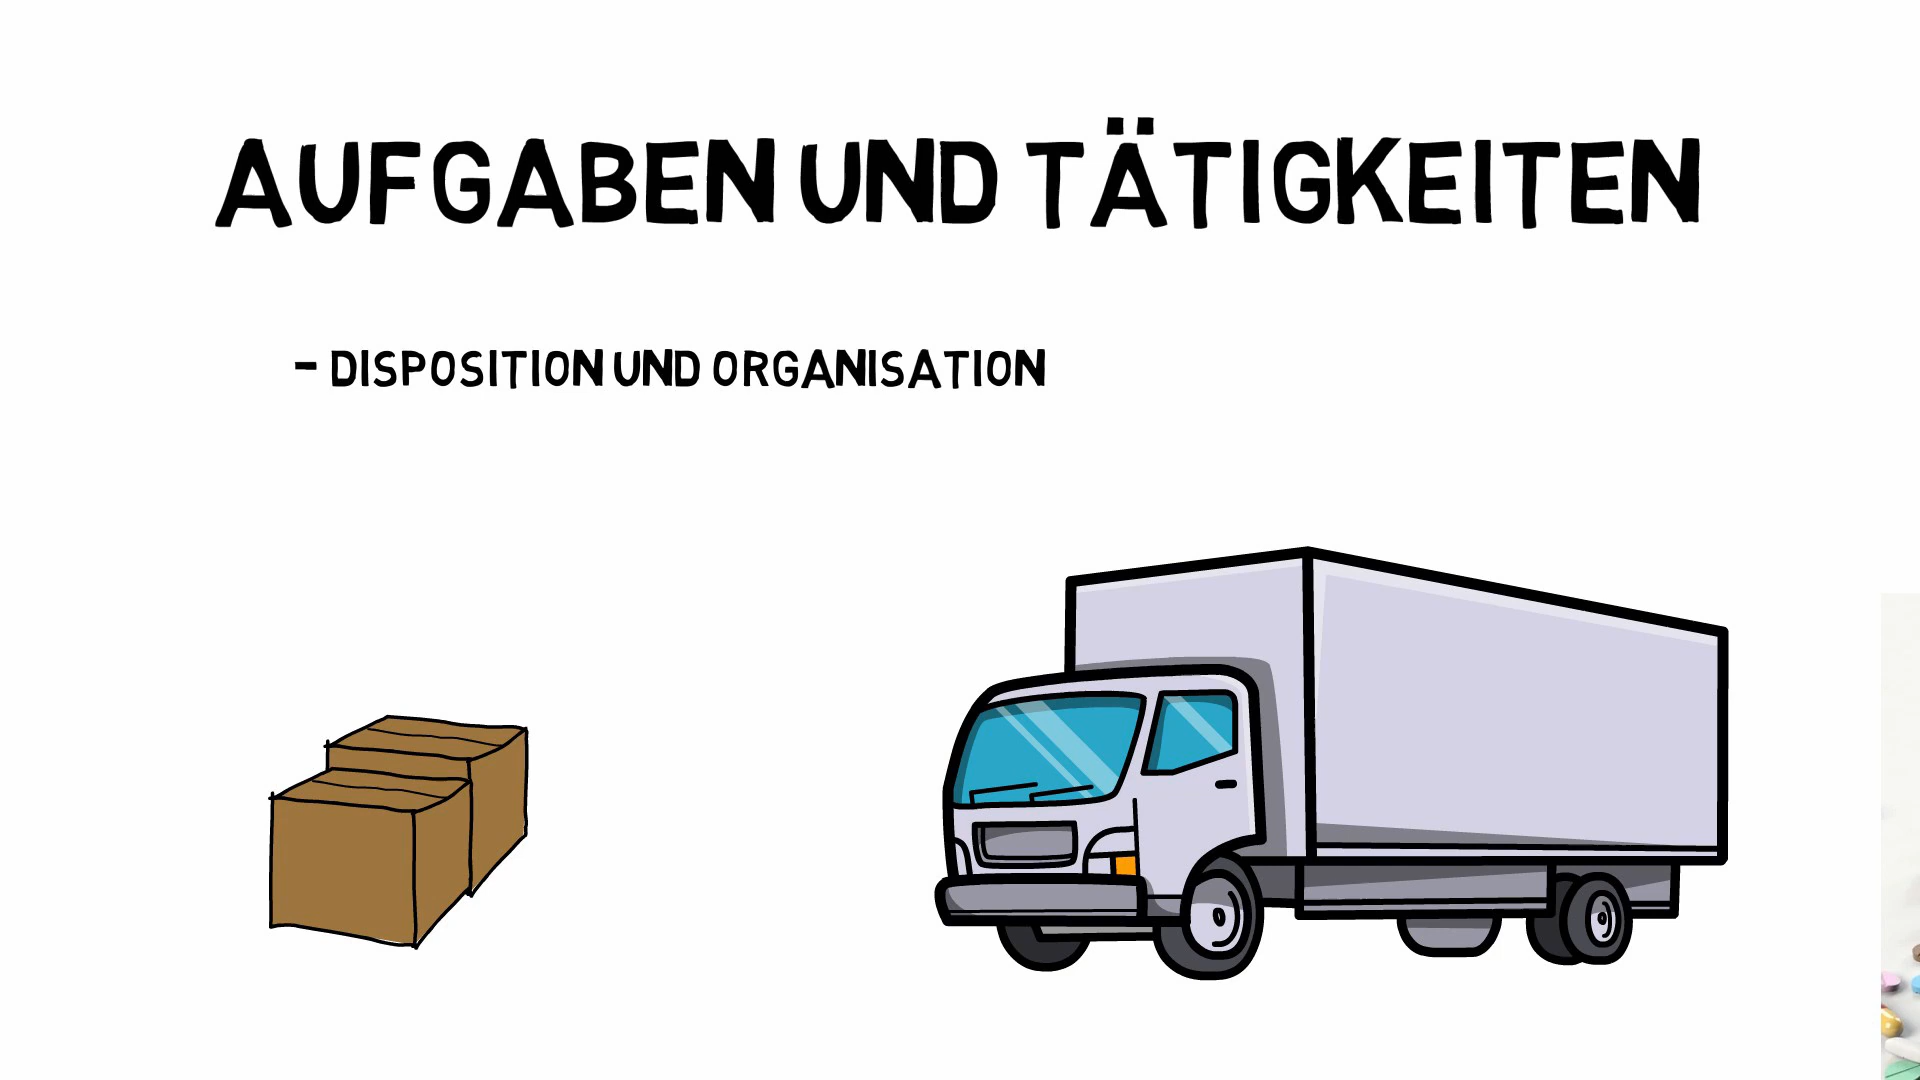 AUFGABEN UND TÄTIGKEITEN
- DISPOSITION UND ORGANISATION